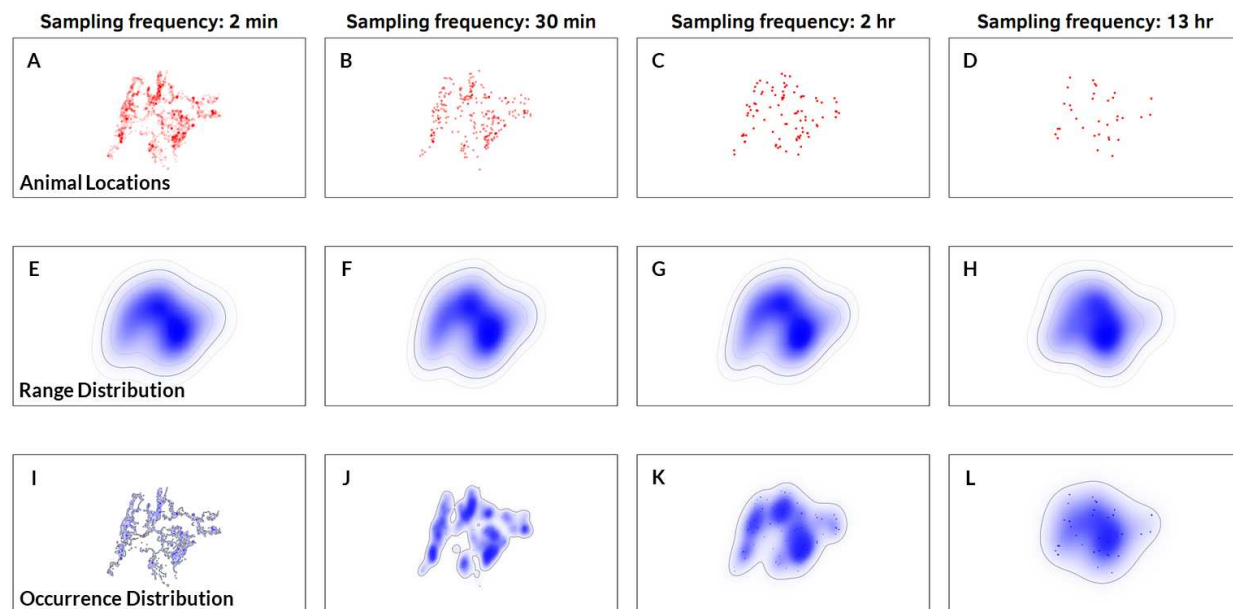 Sampling frequency: 2 min
Sampling frequency: 30 min
Sampling frequency: 2 hr
Sampling frequency: 13 hr
A
B
C
D
Animal Locations
E
F
G
H
Range Distribution
I
J
K
L
Occurrence Distribution